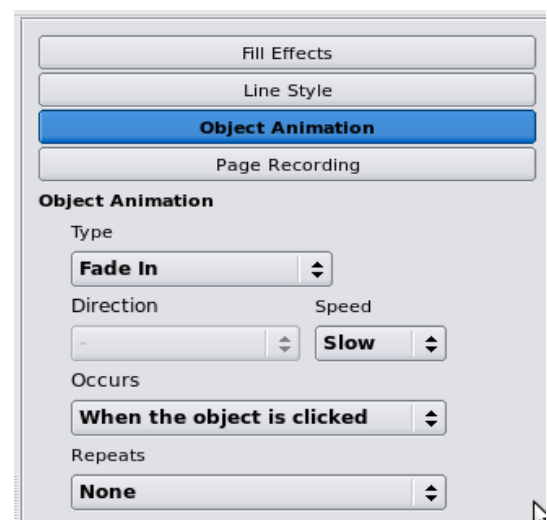 Fill Effects
Line Style
Object Animation
Page Recording
Object Animation
Type
Fade In
Direction Speed
- Slow
Occurs
When the object is clicked
Repeats
None